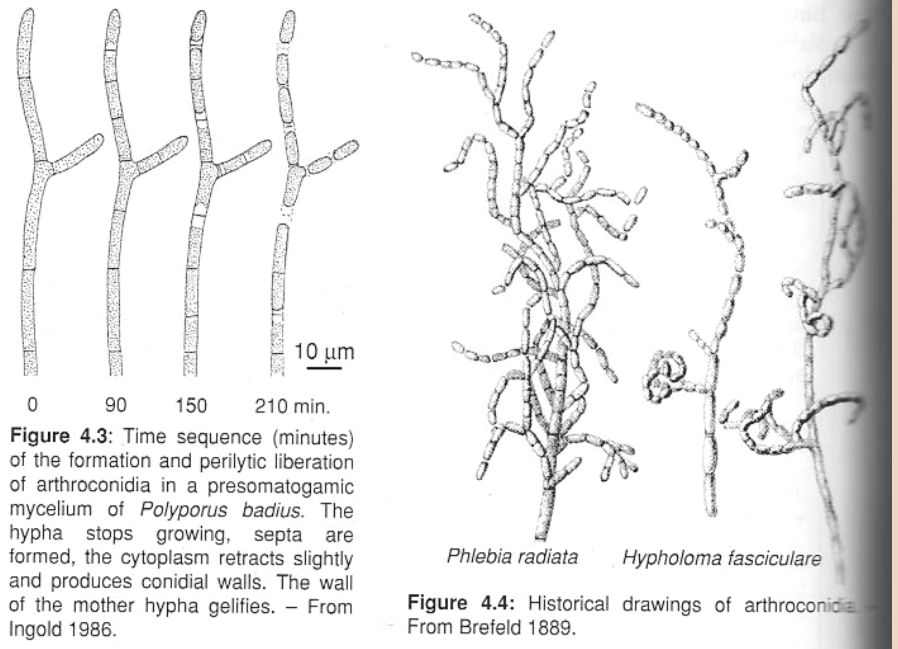 10 µm
0 90 150 210 min.
Figure 4.3: Time sequence (minutes)
of the formation and perilytic liberation
of arthroconidia in a presomatogamic
mycelium of Polyporus badius. The
hypha stops growing, septa are
formed, the cytoplasm retracts slightly
and produces conidial walls. The wall
of the mother hypha gelifies. – From
Ingold 1986.
Phlebia radiata Hypholoma fasciculare
Figure 4.4: Historical drawings of arthroconidia. –
From Brefeld 1889.